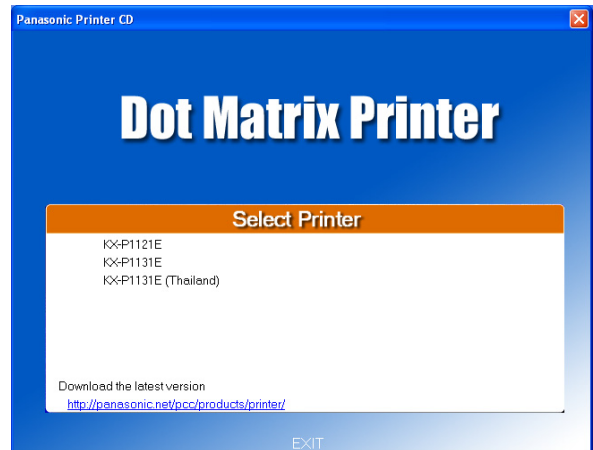 Panasonic Printer CD
Dot Matrix Printer
Select Printer
KX-P1121E
KX-P1131E
KX-P1131E (Thailand)
Download the latest version
http://panasonic.net/pcc/products/printer/
EXIT